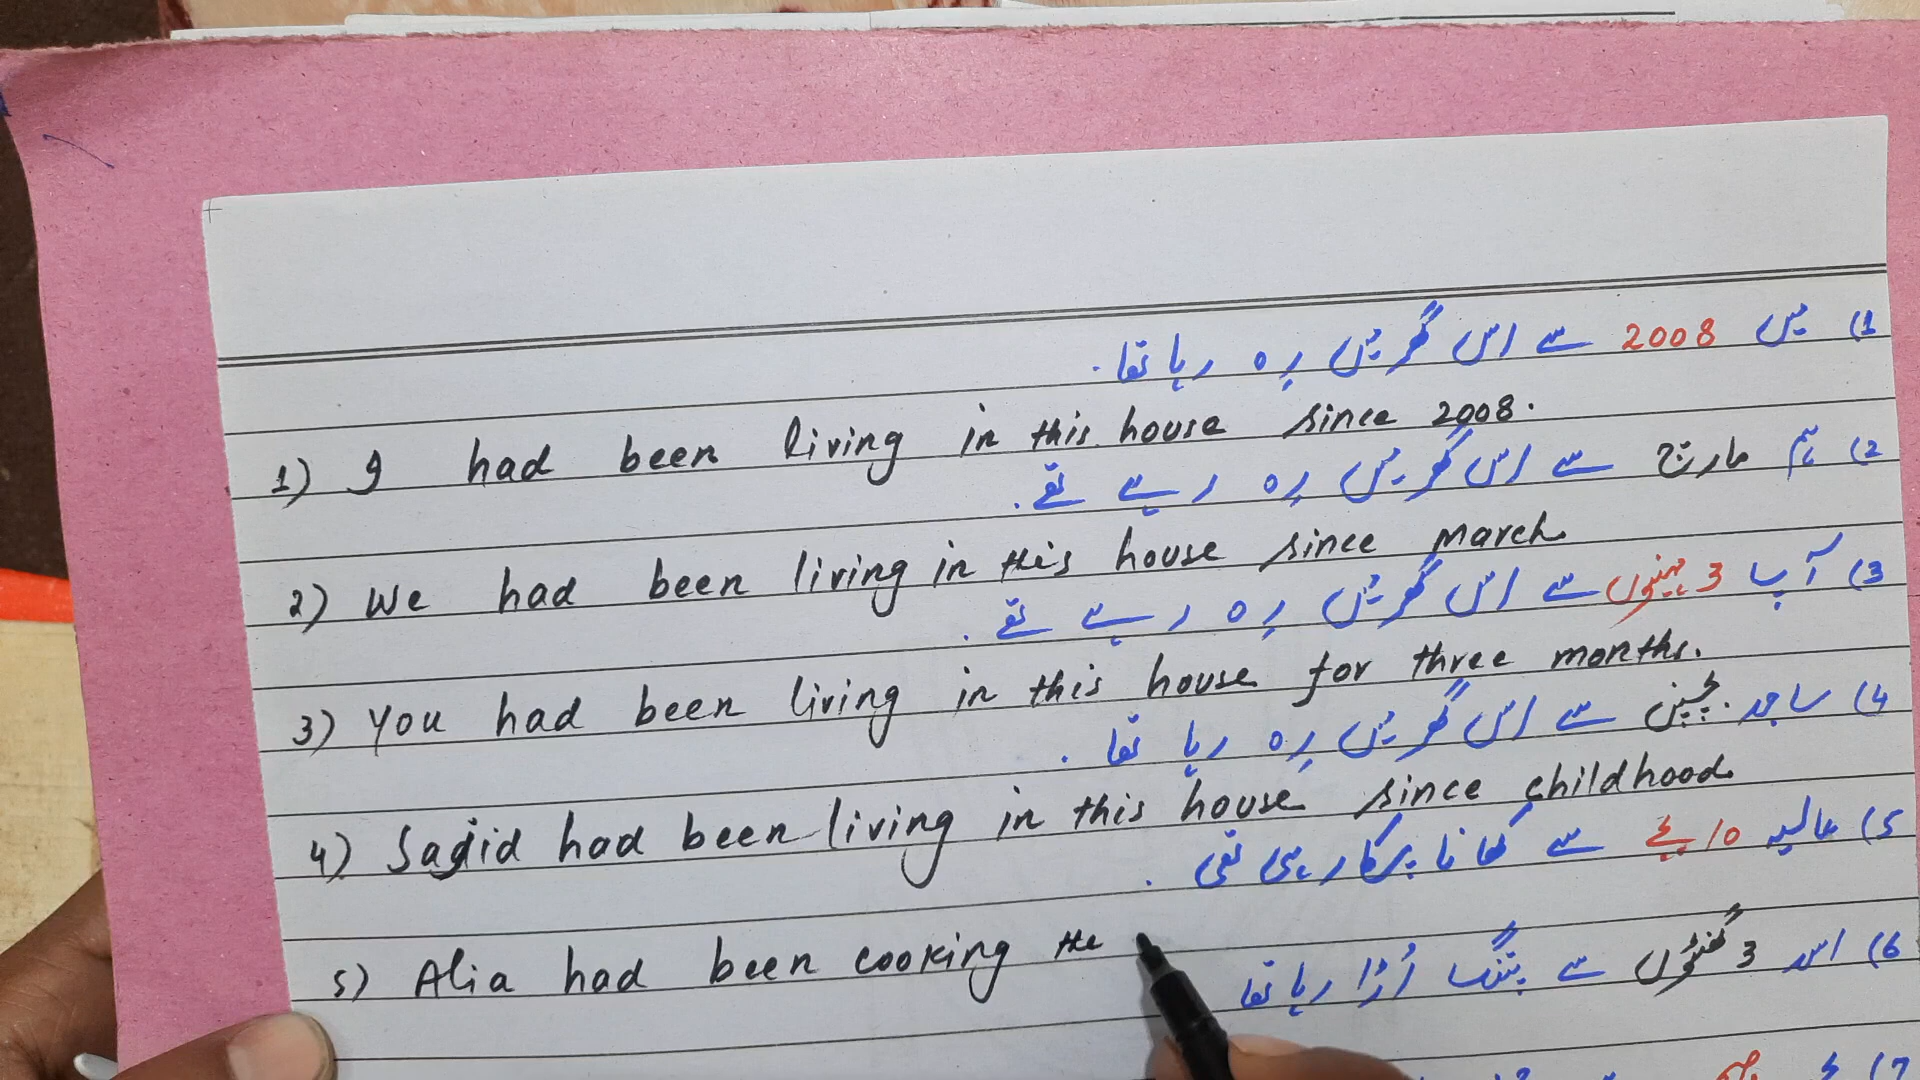 1) میں 2008 سے اس گھر میں رہ رہا تھا.
1) I had been living in this house since 2008.
2) ہم مارچ سے اس گھر میں رہ رہے تھے.
2) We had been living in this house since march.
3) آپ 3 مہینوں سے اس گھر میں رہ رہے تھے.
3) You had been living in this house for three months.
4) ساجد بچپن سے اس گھر میں رہ رہا تھا.
4) Sajid had been living in this house since childhood.
5) عالیہ 10 بجے سے کھانا پکا رہی تھی.
5) Alia had been cooking the
6) اسد 3 گھنٹوں سے پتنگ اُڑا رہا تھا
7)